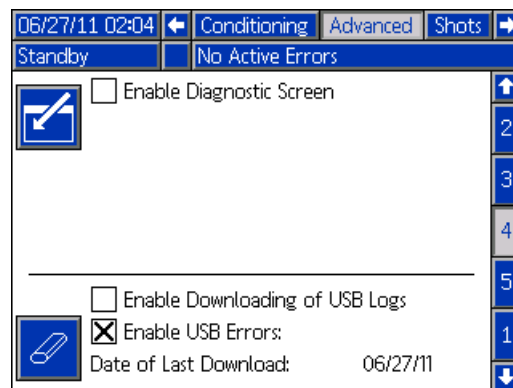 06/27/11 02:04 Conditioning Advanced Shots
Standby No Active Errors
Enable Diagnostic Screen
2
3
4
5
1
Enable Downloading of USB Logs
Enable USB Errors:
Date of Last Download: 06/27/11